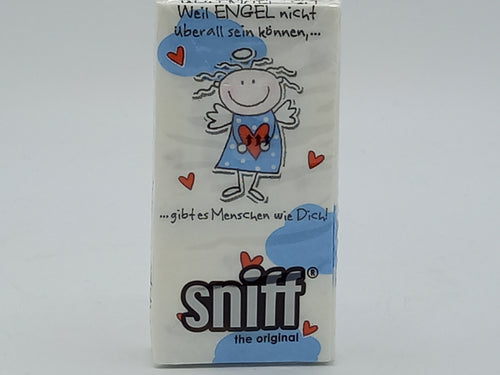 Weil ENGEL nicht
überall sein können,...
...gibt es Menschen wie Dich!
sniff®
the original